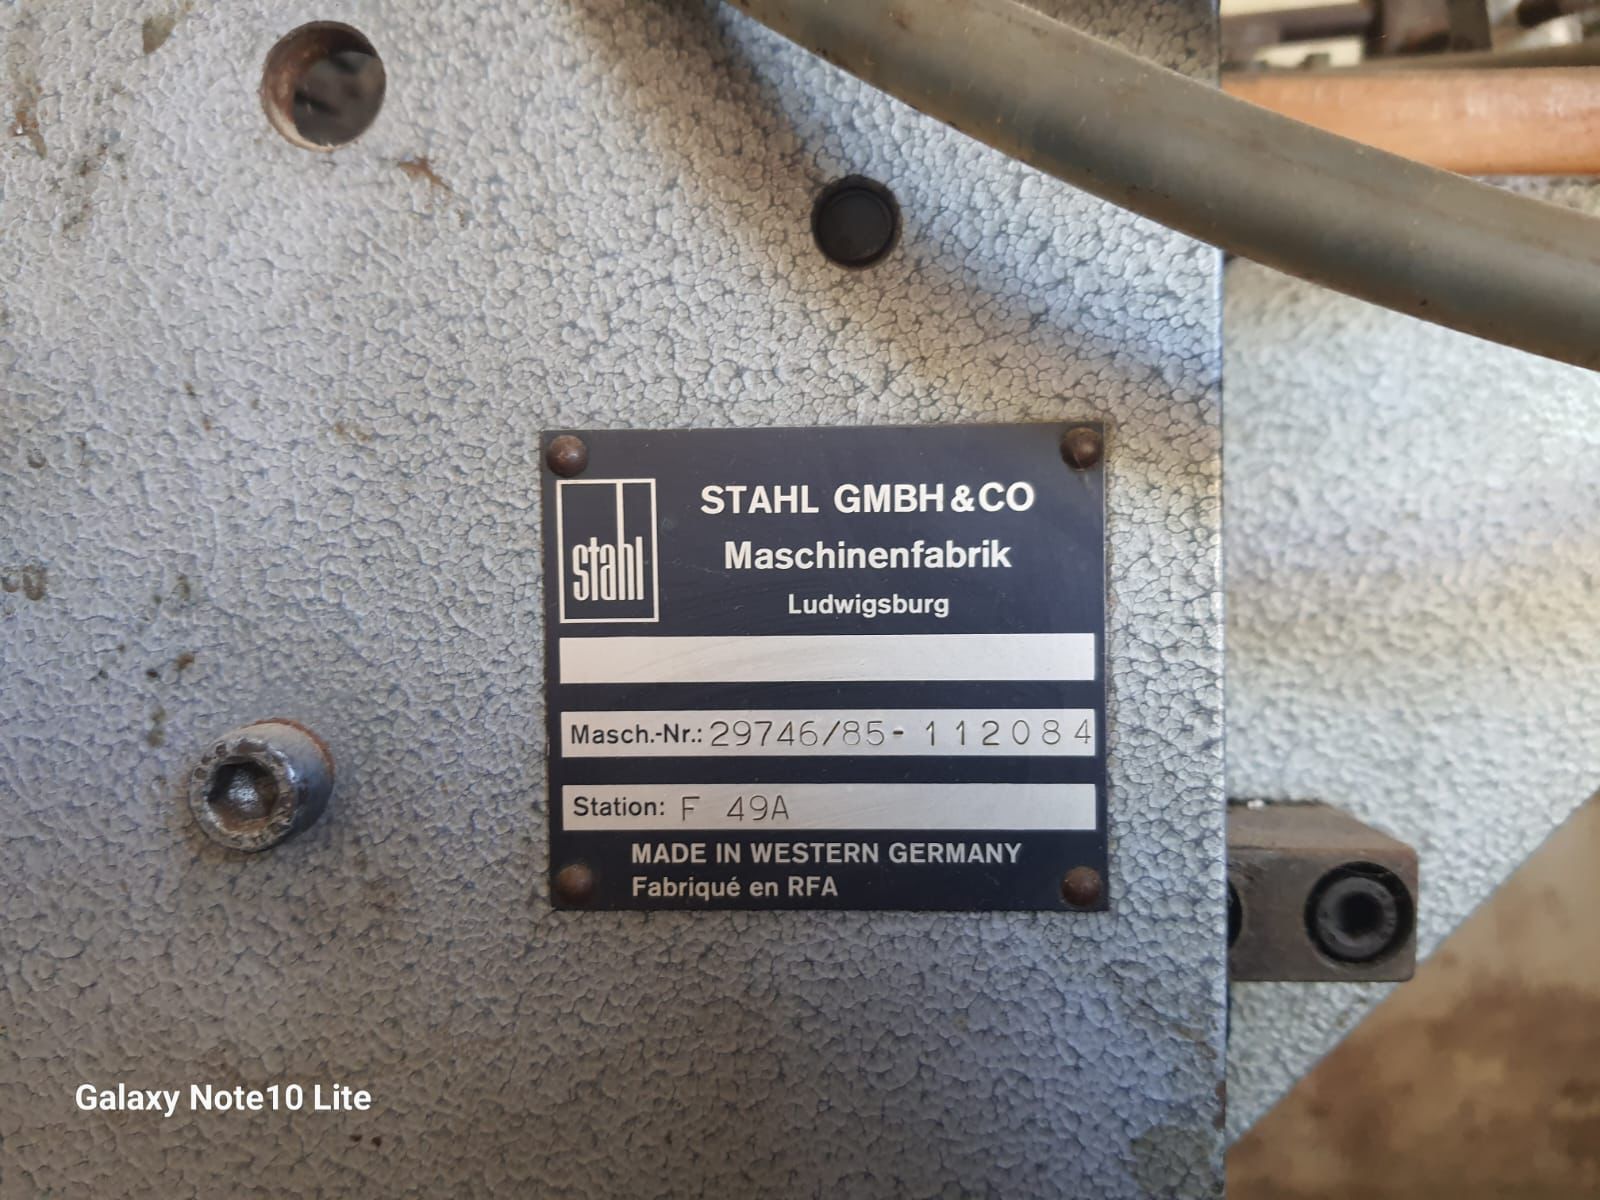 stahl
STAHL GMBH & CO
Maschinenfabrik
Ludwigsburg
Masch.-Nr.: 29746/85-112084
Station: F 49A
MADE IN WESTERN GERMANY
Fabriqué en RFA
Galaxy Note10 Lite